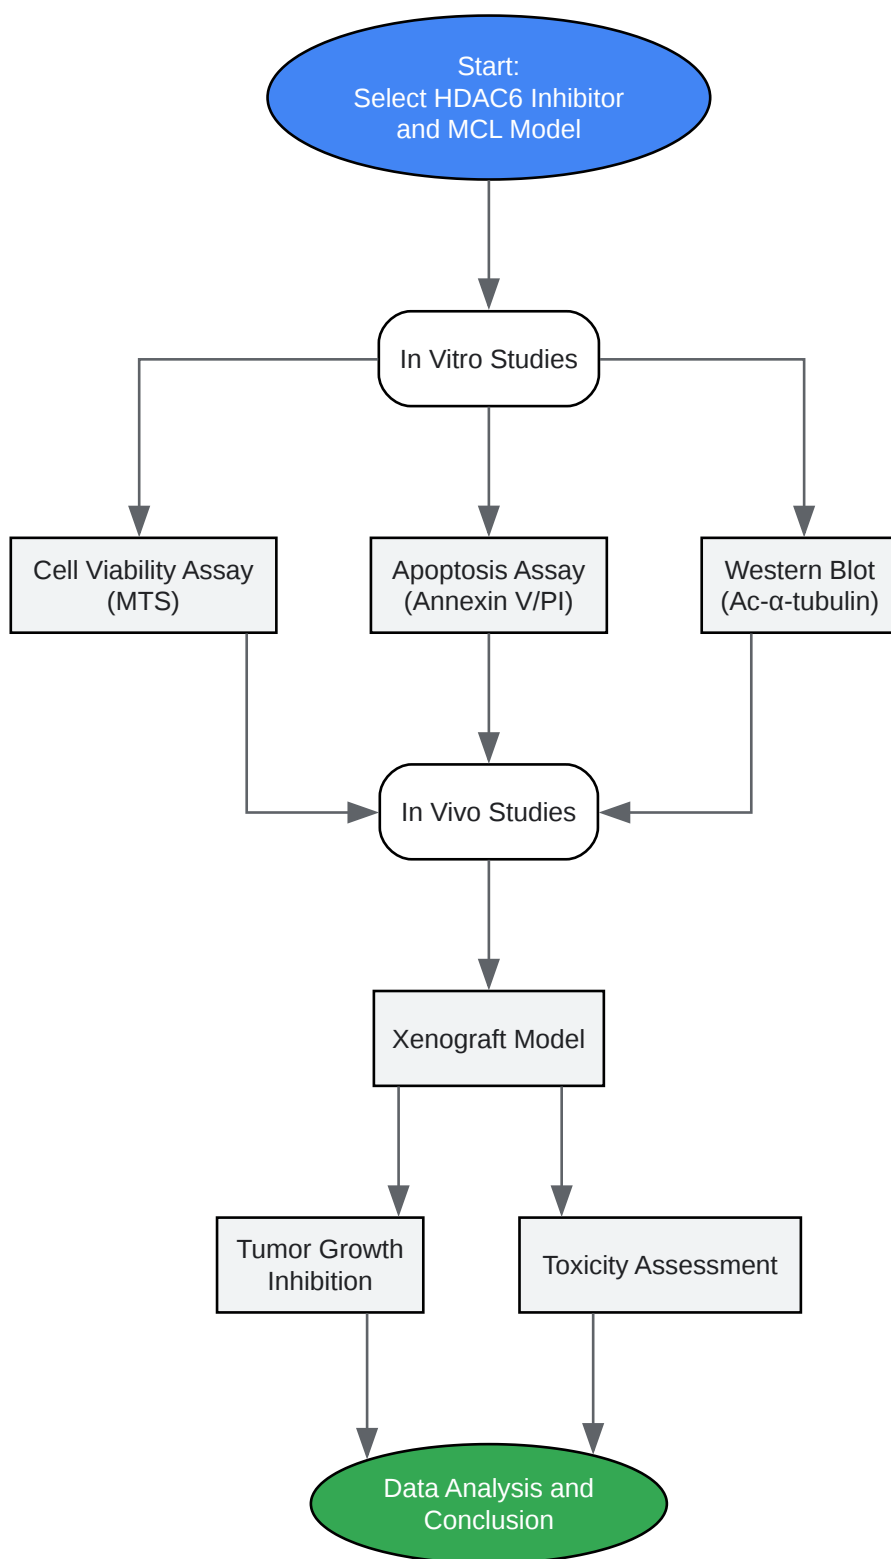 Start:
Select HDAC6 Inhibitor
and MCL Model
In Vitro Studies
Cell Viability Assay
(MTS)
Apoptosis Assay
(Annexin V/PI)
Western Blot
(Ac-α-tubulin)
In Vivo Studies
Xenograft Model
Tumor Growth
Inhibition
Toxicity Assessment
Data Analysis and
Conclusion